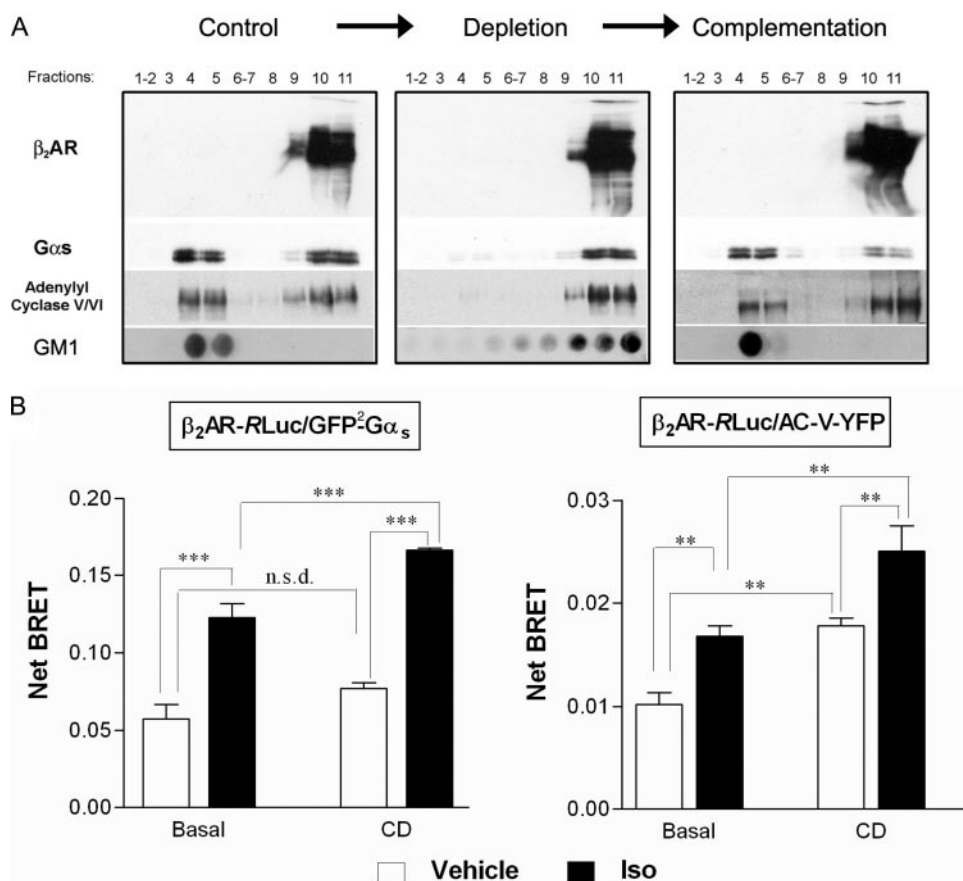 A
Control Depletion Complementation
Fractions: 1-2 3 4 5 6-7 8 9 10 11 1-2 3 4 5 6-7 8 9 10 11 1-2 3 4 5 6-7 8 9 10 11
β₂AR
Gαs
Adenylyl
Cyclase V/VI
GM1
B
β₂AR-RLuc/GFP²-Gαₛ
β₂AR-RLuc/AC-V-YFP
Net BRET
0.20
0.15
0.10
0.05
0.00
***
***
***
n.s.d.
Basal CD
Net BRET
0.03
0.02
0.01
0.00
**
**
**
**
Basal CD
Vehicle Iso